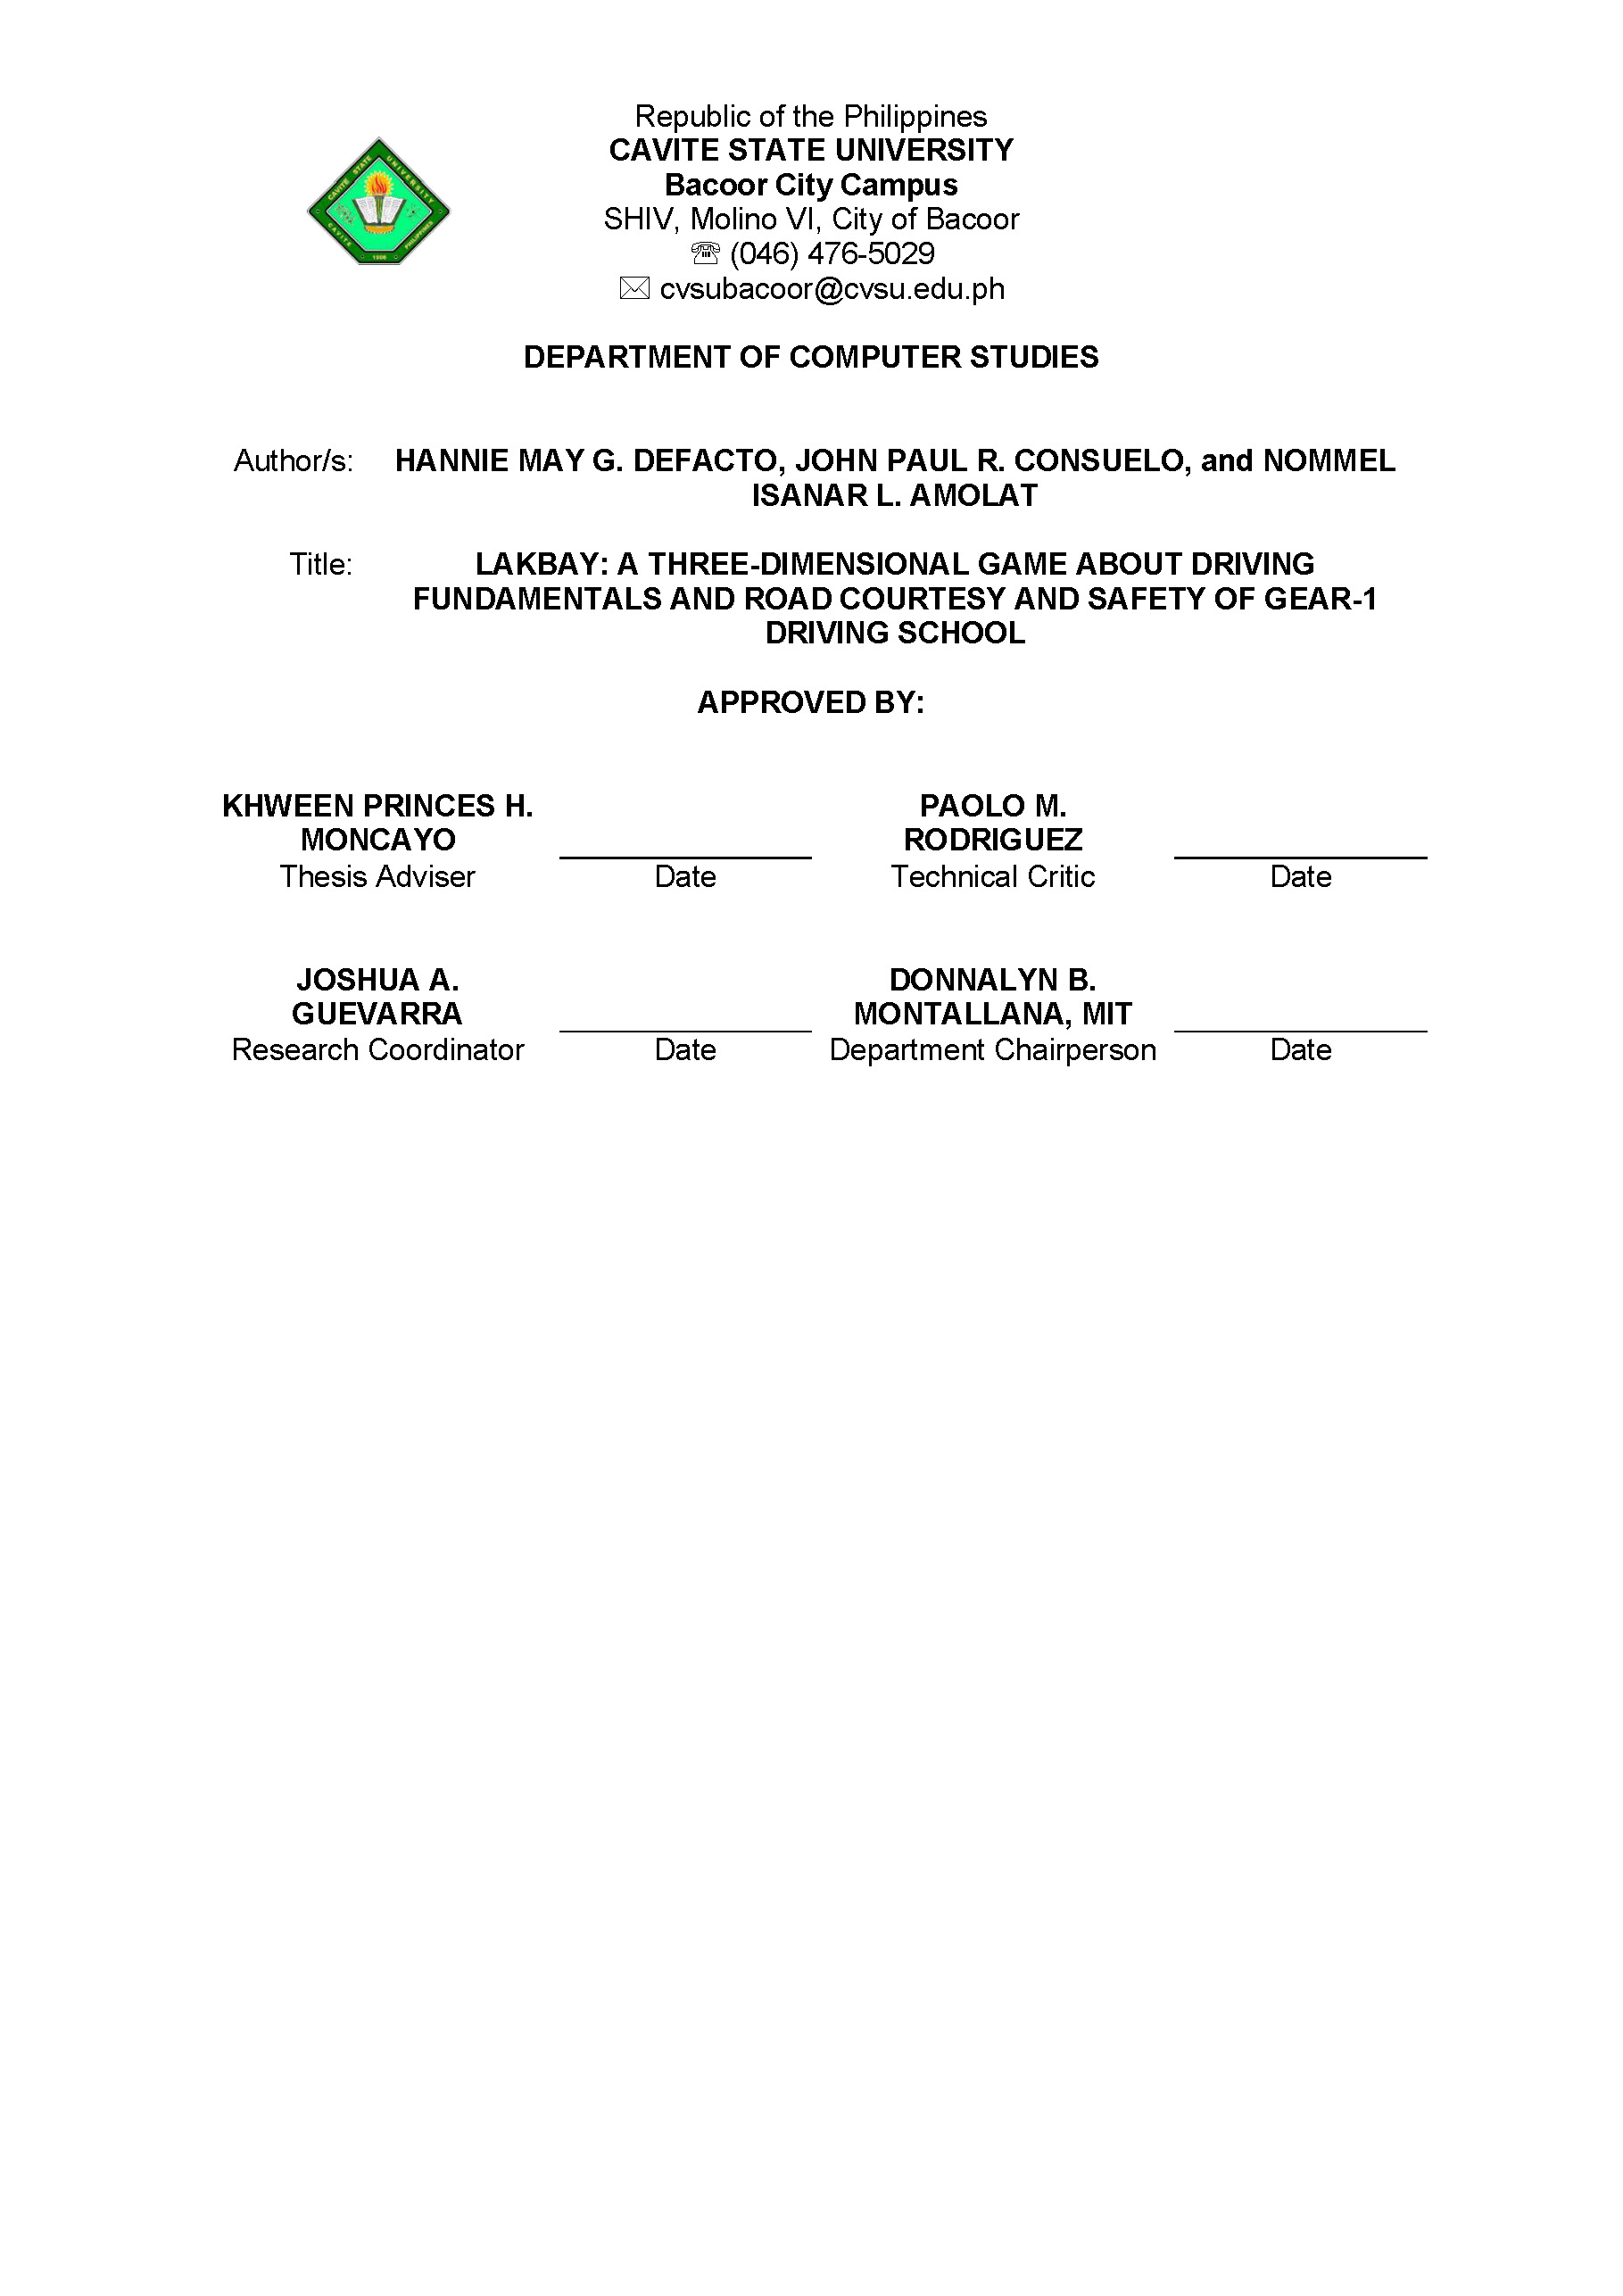 Republic of the Philippines
CAVITE STATE UNIVERSITY
Bacoor City Campus
SHIV, Molino VI, City of Bacoor
(046) 476-5029
cvsubacoor@cvsu.edu.ph
CAVITE STATE UNIVERSITY
CAVITE PHILIPPINES
1906
DEPARTMENT OF COMPUTER STUDIES
Author/s: HANNIE MAY G. DEFACTO, JOHN PAUL R. CONSUELO, and NOMMEL
ISANAR L. AMOLAT
Title: LAKBAY: A THREE-DIMENSIONAL GAME ABOUT DRIVING
FUNDAMENTALS AND ROAD COURTESY AND SAFETY OF GEAR-1
DRIVING SCHOOL
APPROVED BY:
KHWEEN PRINCES H. PAOLO M.
MONCAYO RODRIGUEZ
Thesis Adviser Date Technical Critic Date
JOSHUA A. DONNALYN B.
GUEVARRA MONTALLANA, MIT
Research Coordinator Date Department Chairperson Date